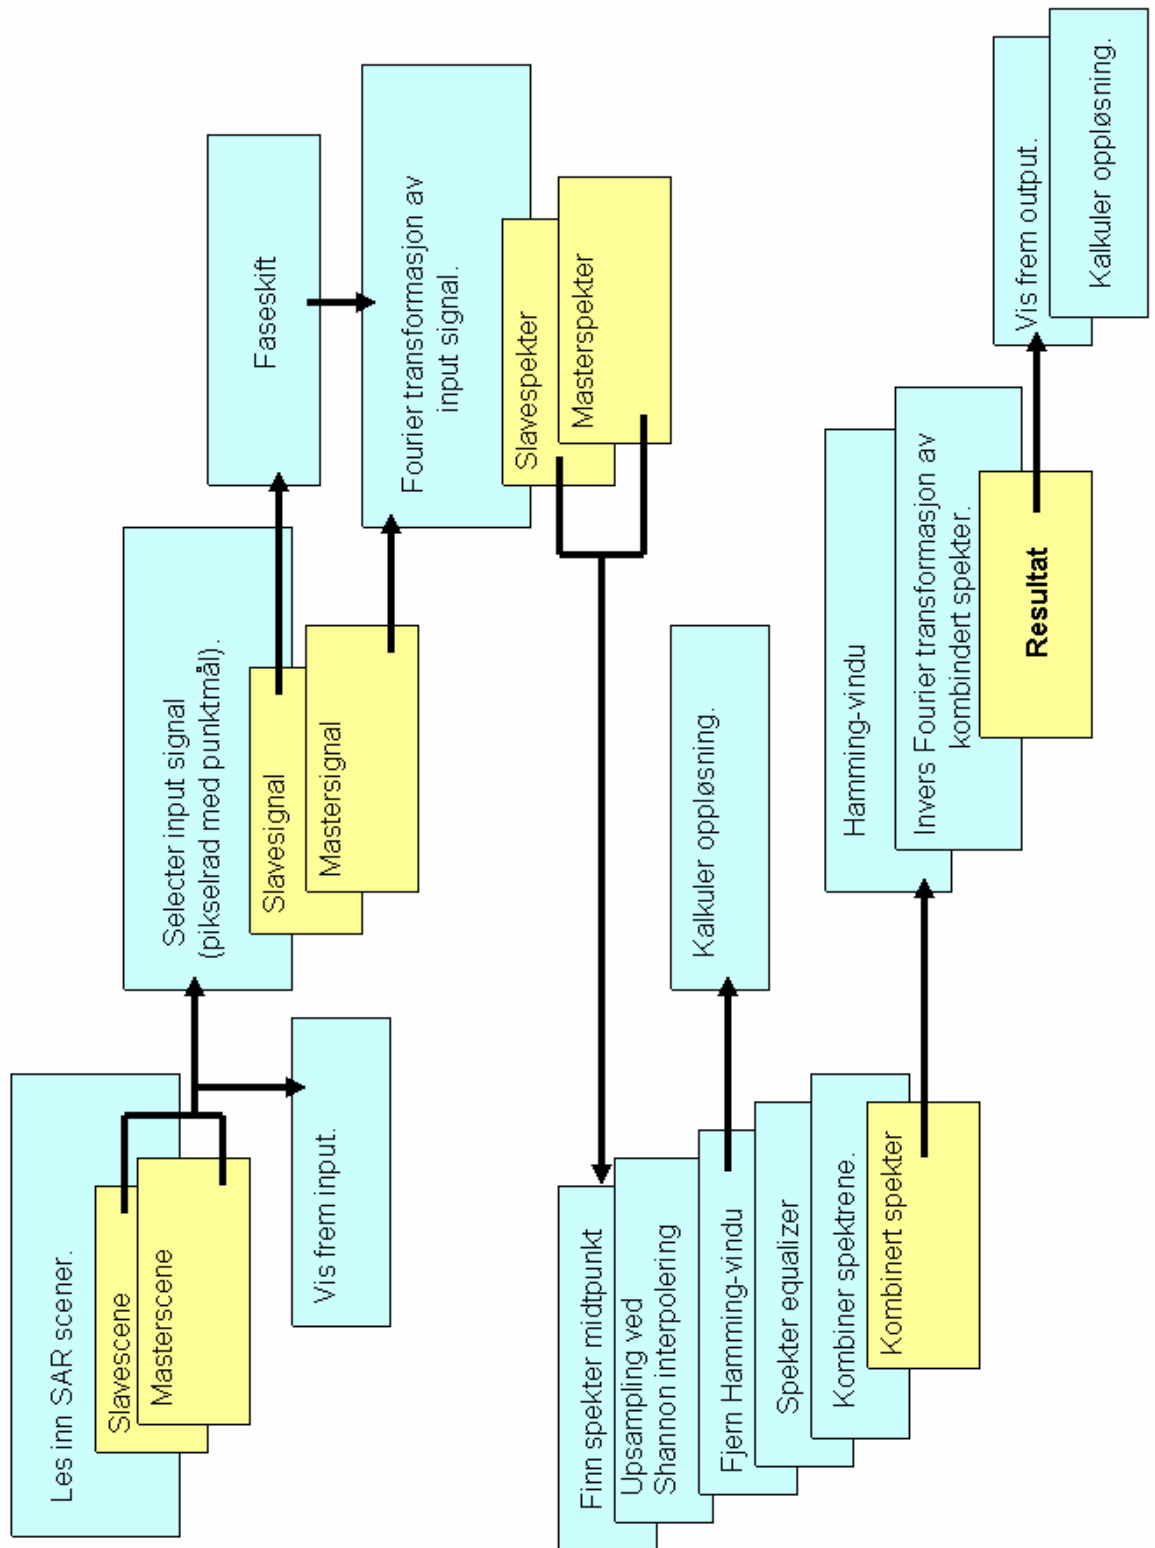 Les inn SAR scener.
Slavescene
Masterscene
Vis frem input.
Selecter input signal
(pikselrad med punktmål).
Slavesignal
Mastersignal
Faseskift
Fourier transformasjon av
input signal.
Slavespekter
Masterspekter
Finn spekter midtpunkt
Upsampling ved
Shannon interpolering
Fjern Hamming-vindu
Spekter equalizer
Kombiner spektrene.
Kombinert spekter
Kalkuler oppløsning.
Hamming-vindu
Invers Fourier transformasjon av
kombindert spekter.
Resultat
Vis frem output.
Kalkuler oppløsning.